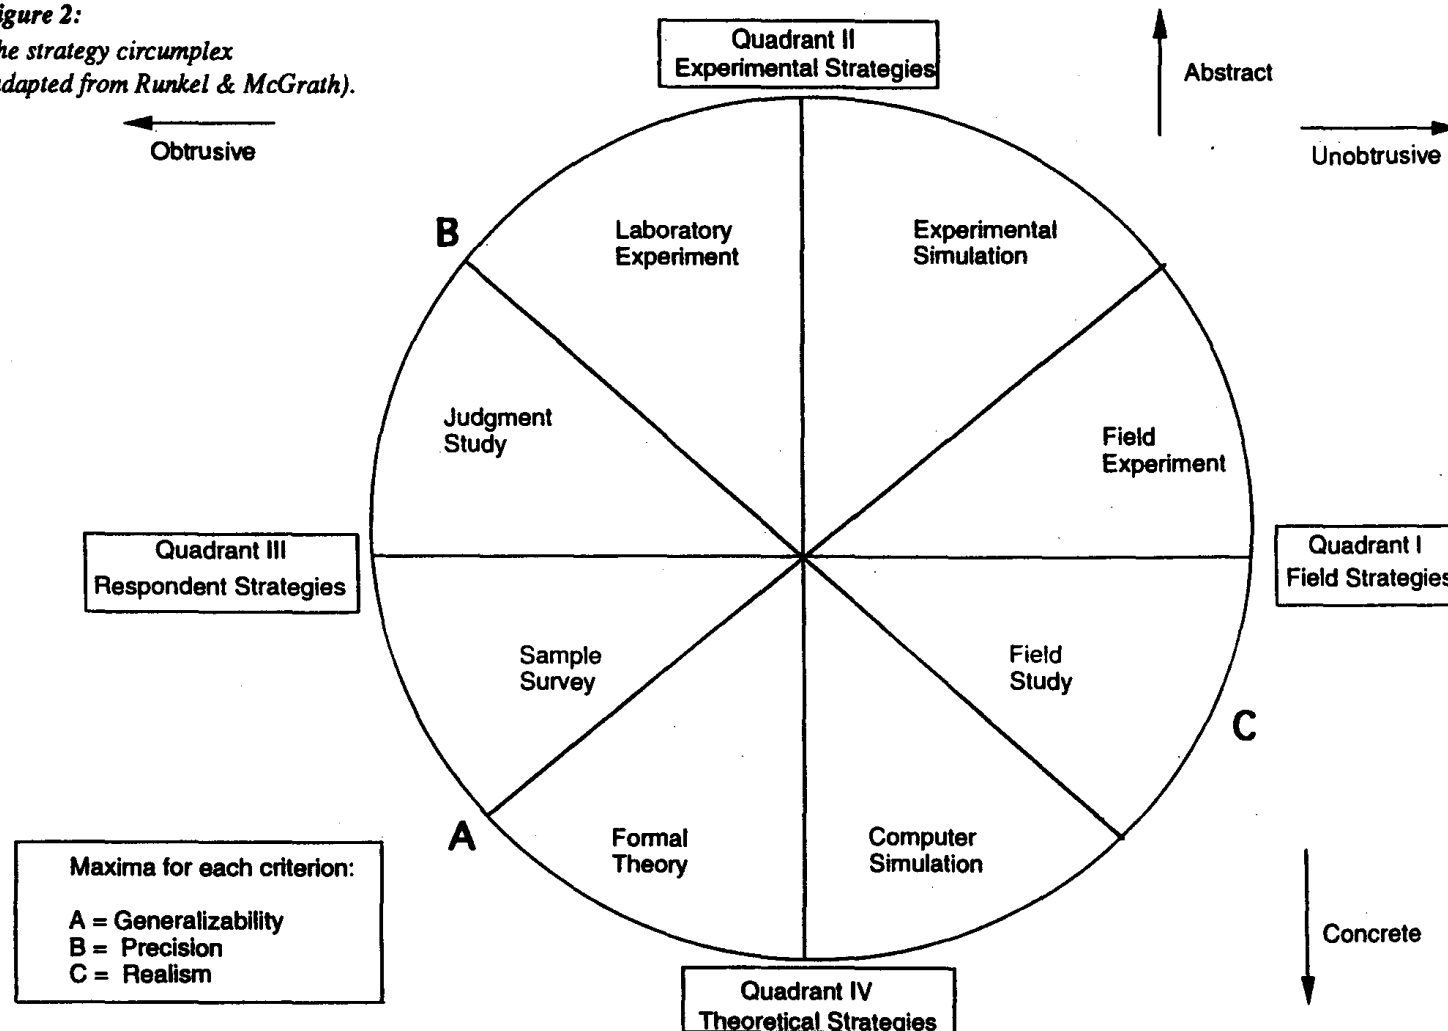 igure 2:
he strategy circumplex
dapted from Runkel & McGrath).
Obtrusive
Quadrant II
Experimental Strategies
Abstract
Unobtrusive
B
Laboratory
Experiment
Experimental
Simulation
Judgment
Study
Field
Experiment
Quadrant III
Respondent Strategies
Quadrant I
Field Strategies
Sample
Survey
Field
Study
C
A
Formal
Theory
Computer
Simulation
Maxima for each criterion:
A = Generalizability
B = Precision
C = Realism
Concrete
Quadrant IV
Theoretical Strategies